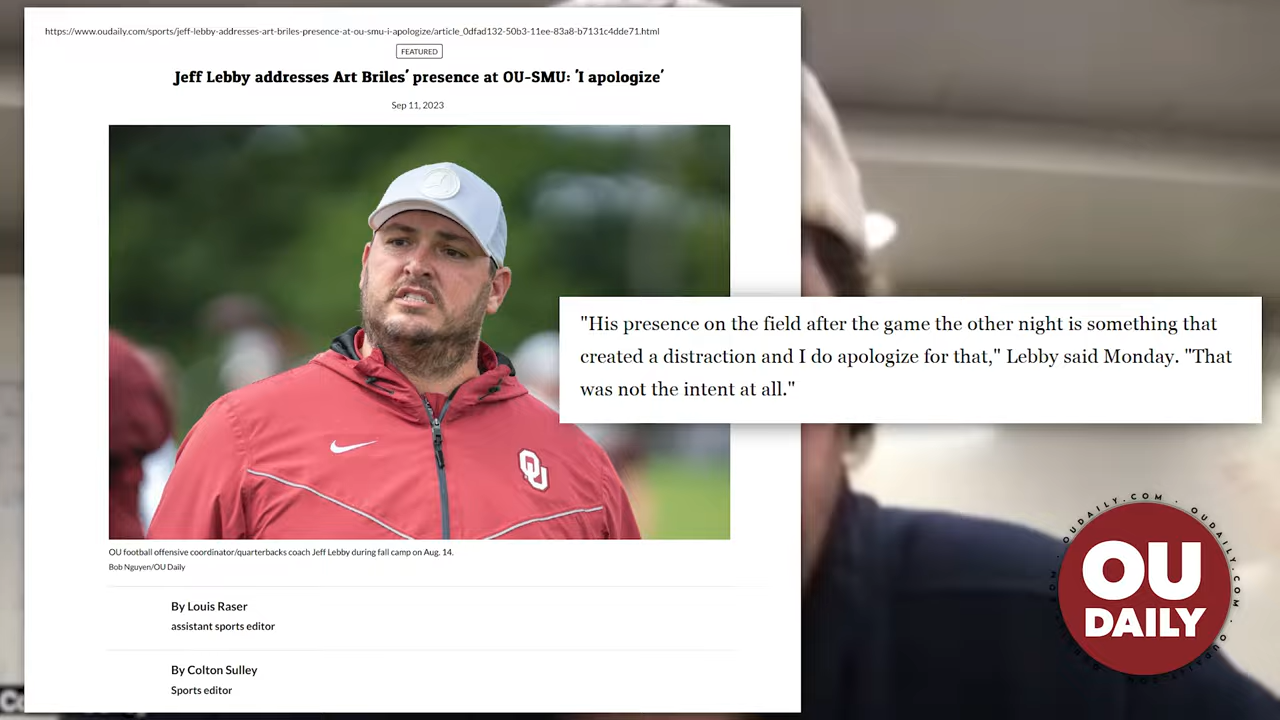 https://www.oudaily.com/sports/jeff-lebby-addresses-art-briles-presence-at-ou-smu-i-apologize/article_0dfad132-50b3-11ee-83a8-b7131c4dde71.html
FEATURED
Jeff Lebby addresses Art Briles' presence at OU-SMU: 'I apologize'
Sep 11, 2023
OU
"His presence on the field after the game the other night is something that
created a distraction and I do apologize for that," Lebby said Monday. "That
was not the intent at all."
OU football offensive coordinator/quarterbacks coach Jeff Lebby during fall camp on Aug. 14.
Bob Nguyen/OU Daily
By Louis Raser
assistant sports editor
By Colton Sulley
Sports editor
OUDAILY.COM · OUDAILY.COM ·
OU
DAILY